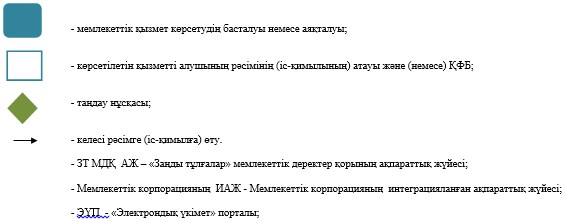 - мемлекеттік қызмет көрсетудің басталуы немесе аяқталуы;
- көрсетілетін қызметті алушының рәсімінің (іс-қимылының) атауы және (немесе) ҚФБ;
- таңдау нұсқасы;
- келесі рәсімге (іс-қимылға) өту.
- ЗТ МДҚ АЖ – «Заңды тұлғалар» мемлекеттік деректер қорының ақпараттық жүйесі;
- Мемлекеттік корпорацияның ИАЖ - Мемлекеттік корпорацияның интеграцияланған ақпараттық жүйесі;
- ЭҮП - «Электрондық үкімет» порталы;